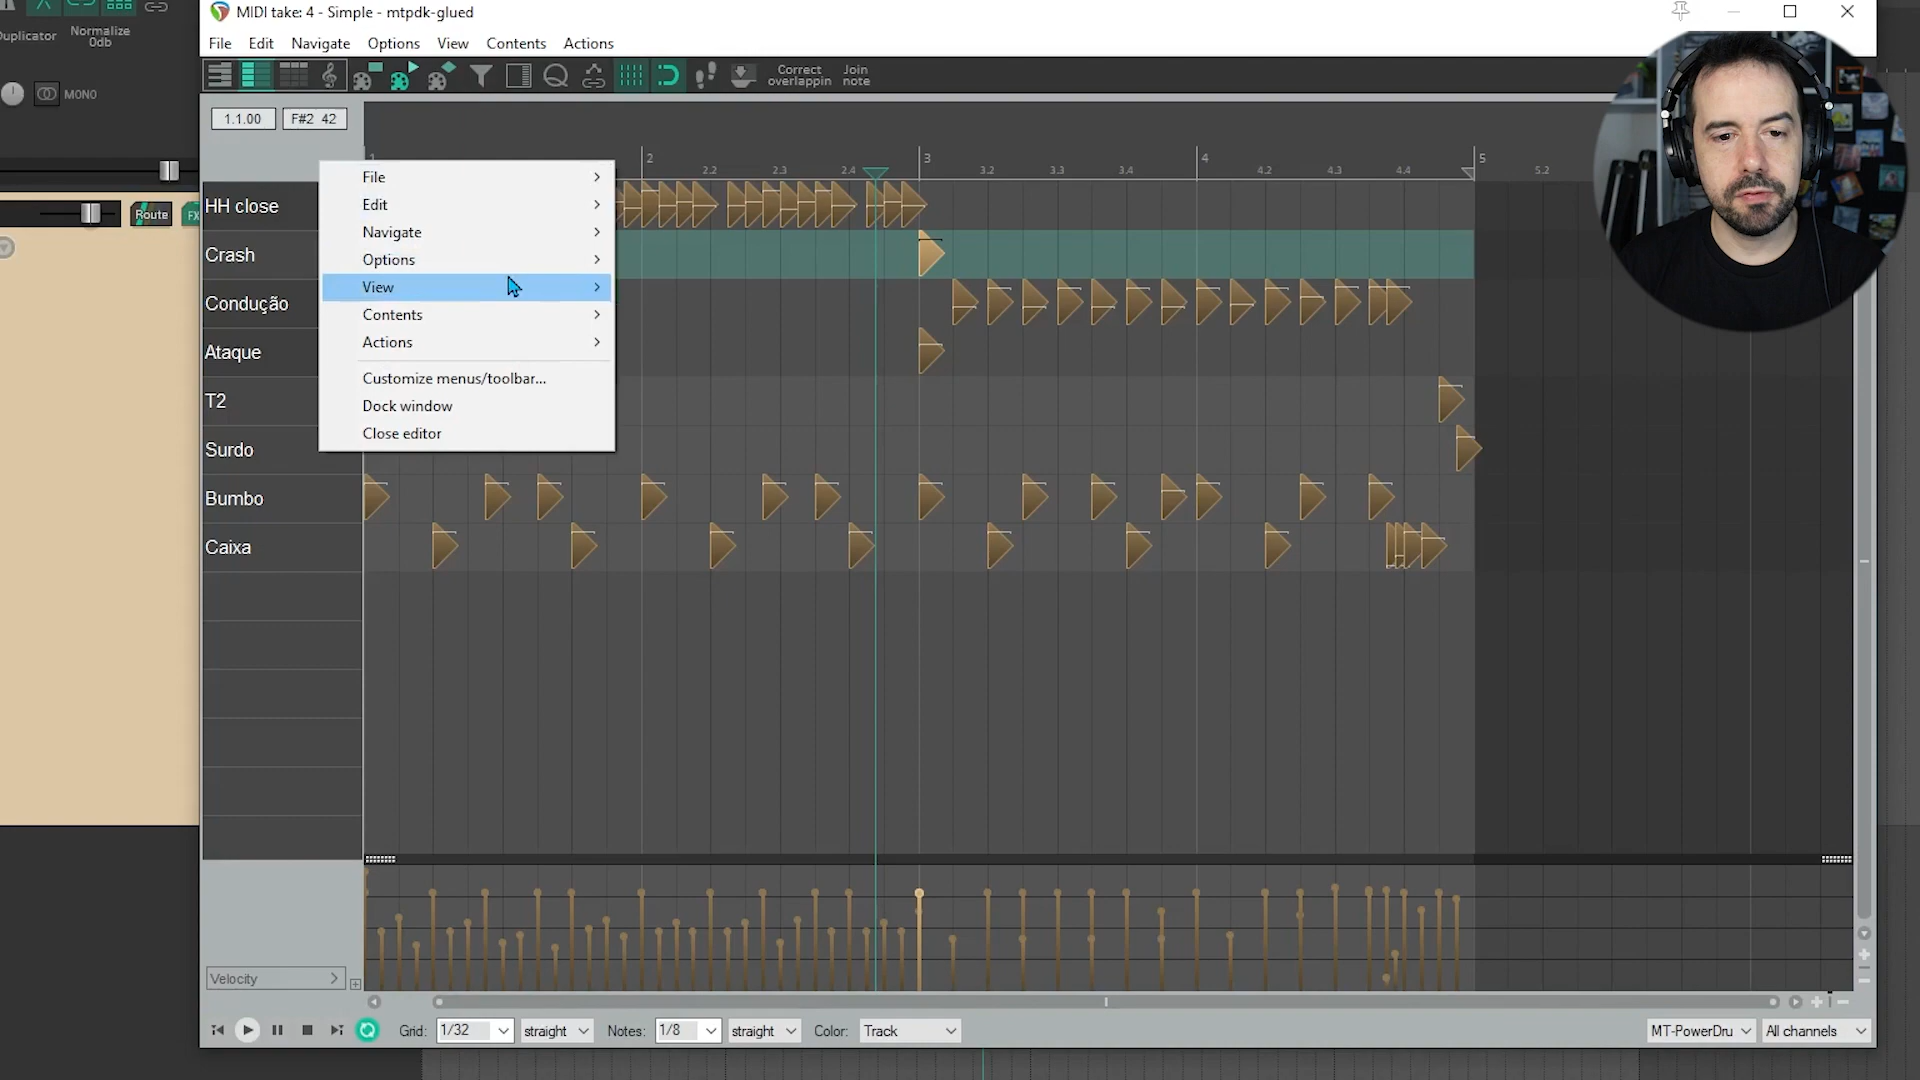 uplicator
Normalize
0db
MONO
Route
FX
MIDI take: 4 - Simple - mtpdk-glued
File Edit Navigate Options View Contents Actions
Correct
overlappin
Join
note
1.1.00
F#2 42
1
2
2.2
2.3
2.4
3
3.2
3.3
3.4
4
4.2
4.3
4.4
5
5.2
HH close
Crash
Condução
Ataque
T2
Surdo
Bumbo
Caixa
File
Edit
Navigate
Options
View
Contents
Actions
Customize menus/toolbar...
Dock window
Close editor
Velocity
Grid: 1/32 straight Notes: 1/8 straight Color: Track MT-PowerDru All channels